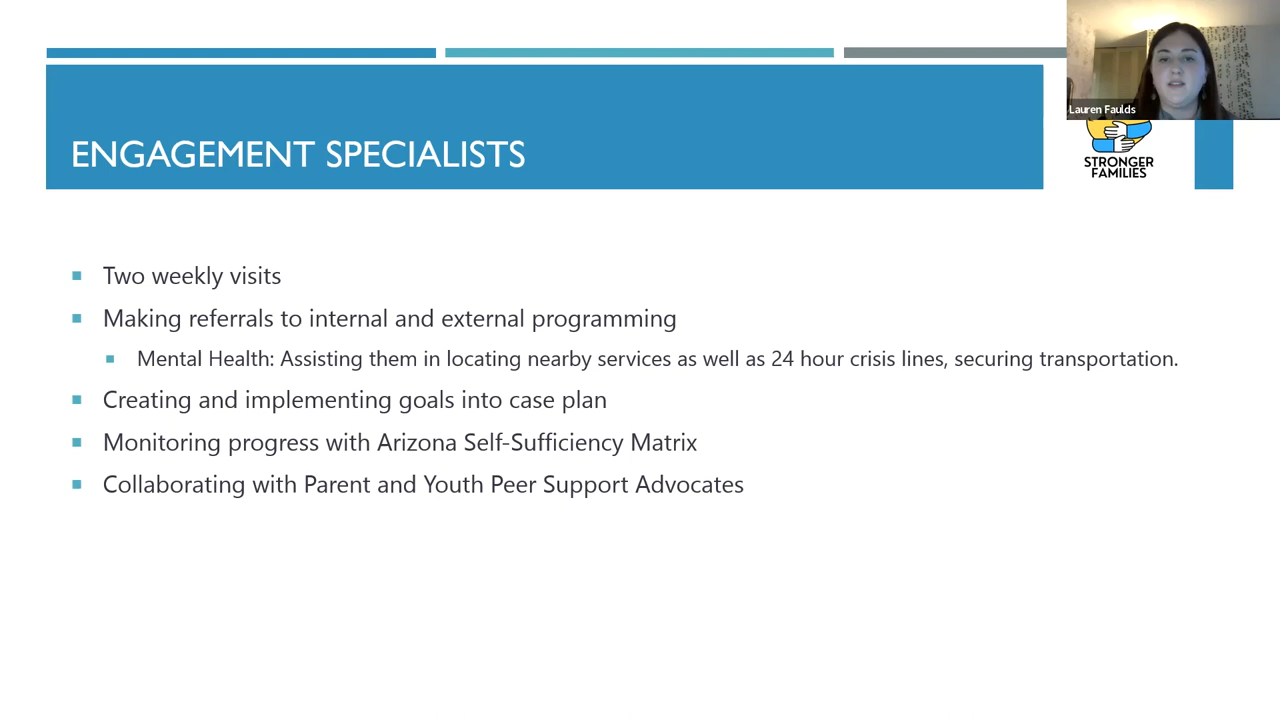 Lauren Faulds
STRONGER
FAMILIES
ENGAGEMENT SPECIALISTS
Two weekly visits
Making referrals to internal and external programming
Mental Health: Assisting them in locating nearby services as well as 24 hour crisis lines, securing transportation.
Creating and implementing goals into case plan
Monitoring progress with Arizona Self-Sufficiency Matrix
Collaborating with Parent and Youth Peer Support Advocates